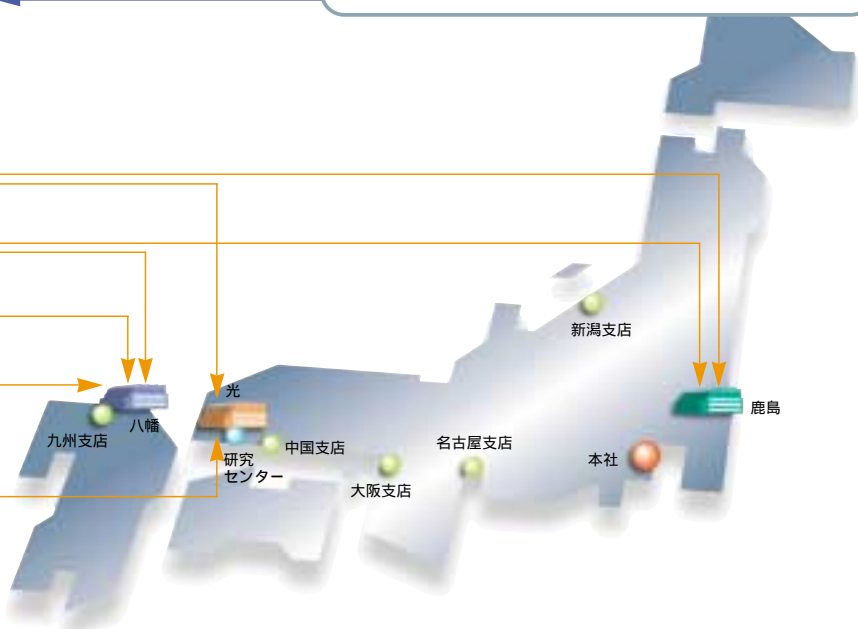 新潟支店
光
鹿島
八幡
九州支店
中国支店
名古屋支店
本社
研究
センター
大阪支店